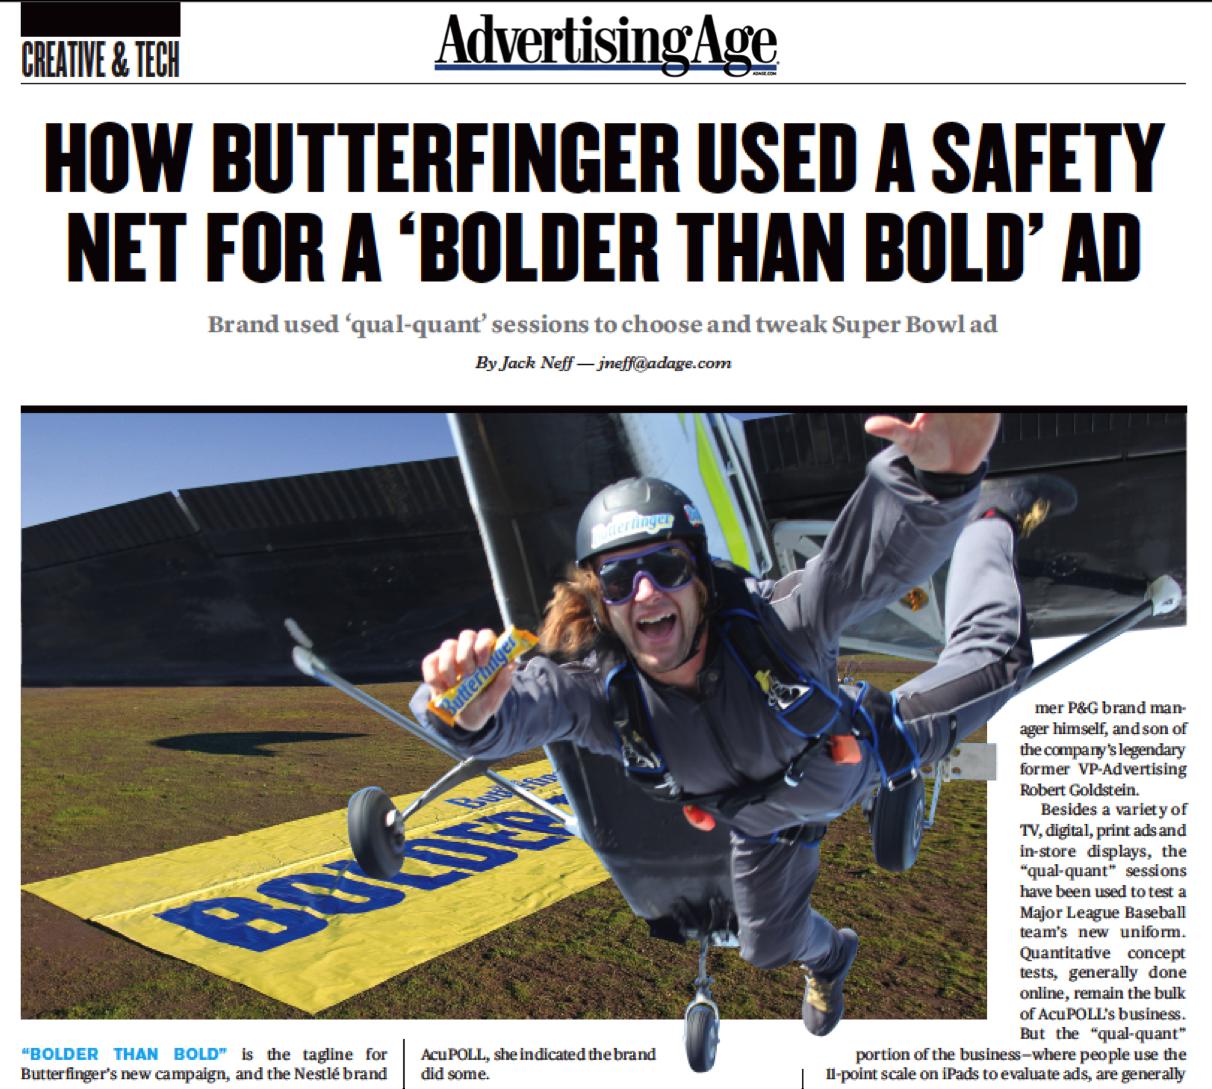 CREATIVE & TECH
AdvertisingAge
ADAGE.COM
HOW BUTTERFINGER USED A SAFETY
NET FOR A ‘BOLDER THAN BOLD’ AD
Brand used ‘qual-quant’ sessions to choose and tweak Super Bowl ad
By Jack Neff — jneff@adage.com
Butterfinger
Butterfinger
BOLDER
“BOLDER THAN BOLD” is the tagline for
Butterfinger’s new campaign, and the Nestlé brand
AcuPOLL, she indicated the brand
did some.
mer P&G brand man-
ager himself, and son of
the company’s legendary
former VP-Advertising
Robert Goldstein.
Besides a variety of
TV, digital, print ads and
in-store displays, the
“qual-quant” sessions
have been used to test a
Major League Baseball
team’s new uniform.
Quantitative concept
tests, generally done
online, remain the bulk
of AcuPOLL’s business.
But the “qual-quant”
portion of the business—where people use the
11-point scale on iPads to evaluate ads, are generally